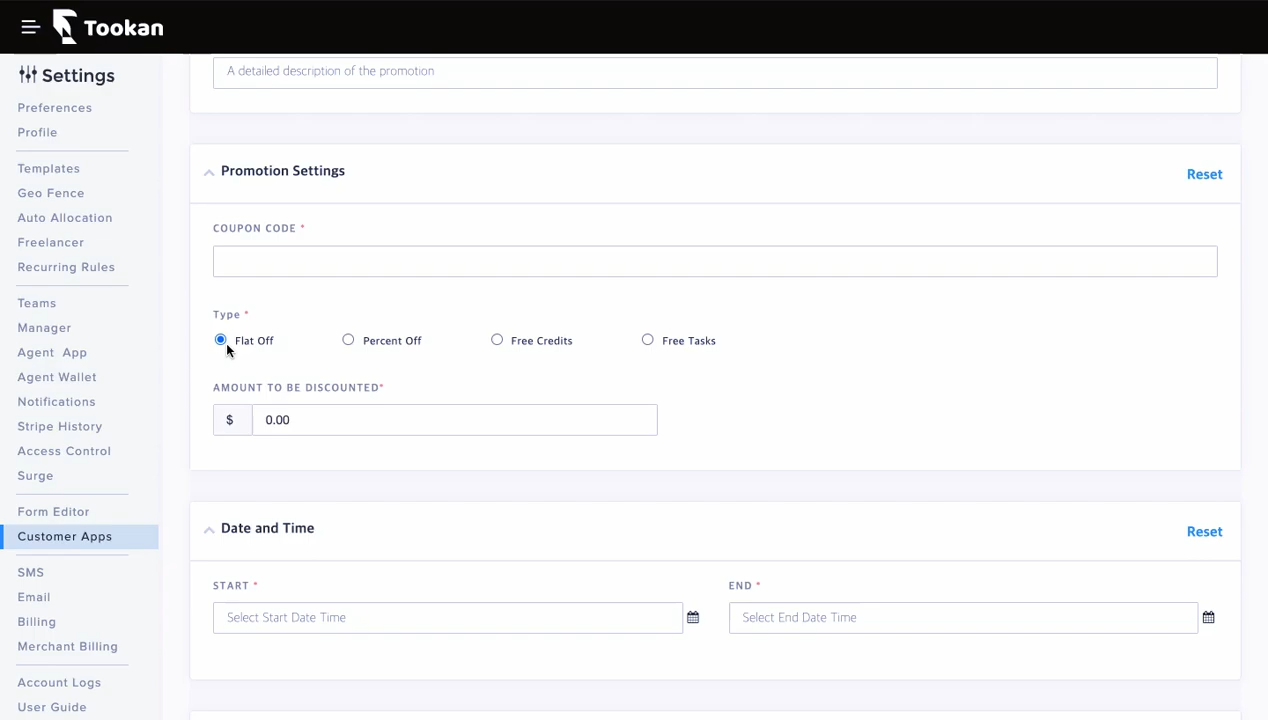 Tookan
Settings
Preferences
Profile
Templates
Geo Fence
Auto Allocation
Freelancer
Recurring Rules
Teams
Manager
Agent App
Agent Wallet
Notifications
Stripe History
Access Control
Surge
Form Editor
Customer Apps
SMS
Email
Billing
Merchant Billing
Account Logs
User Guide
A detailed description of the promotion
Promotion Settings
Reset
COUPON CODE *
Type *
Flat Off Percent Off Free Credits Free Tasks
AMOUNT TO BE DISCOUNTED*
$ 0.00
Date and Time
Reset
START * END *
Select Start Date Time Select End Date Time